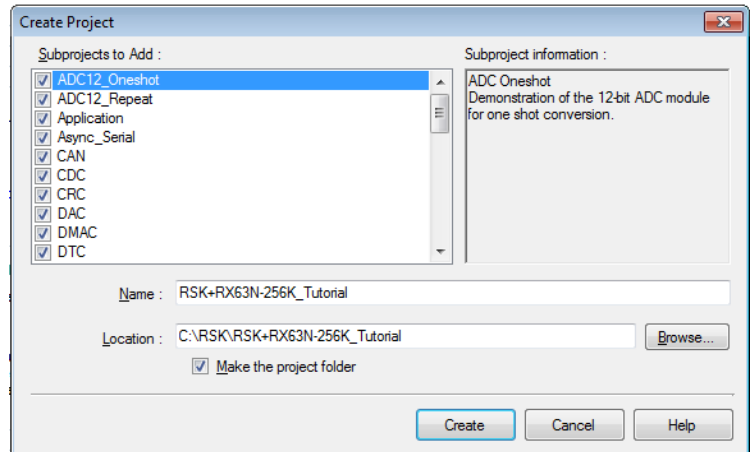 Create Project
Subprojects to Add :
ADC12_Oneshot
ADC12_Repeat
Application
Async_Serial
CAN
CDC
CRC
DAC
DMAC
DTC
Subproject information :
ADC Oneshot
Demonstration of the 12-bit ADC module
for one shot conversion.
Name : RSK+RX63N-256K_Tutorial
Location : C:\RSK\RSK+RX63N-256K_Tutorial Browse...
Make the project folder
Create Cancel Help